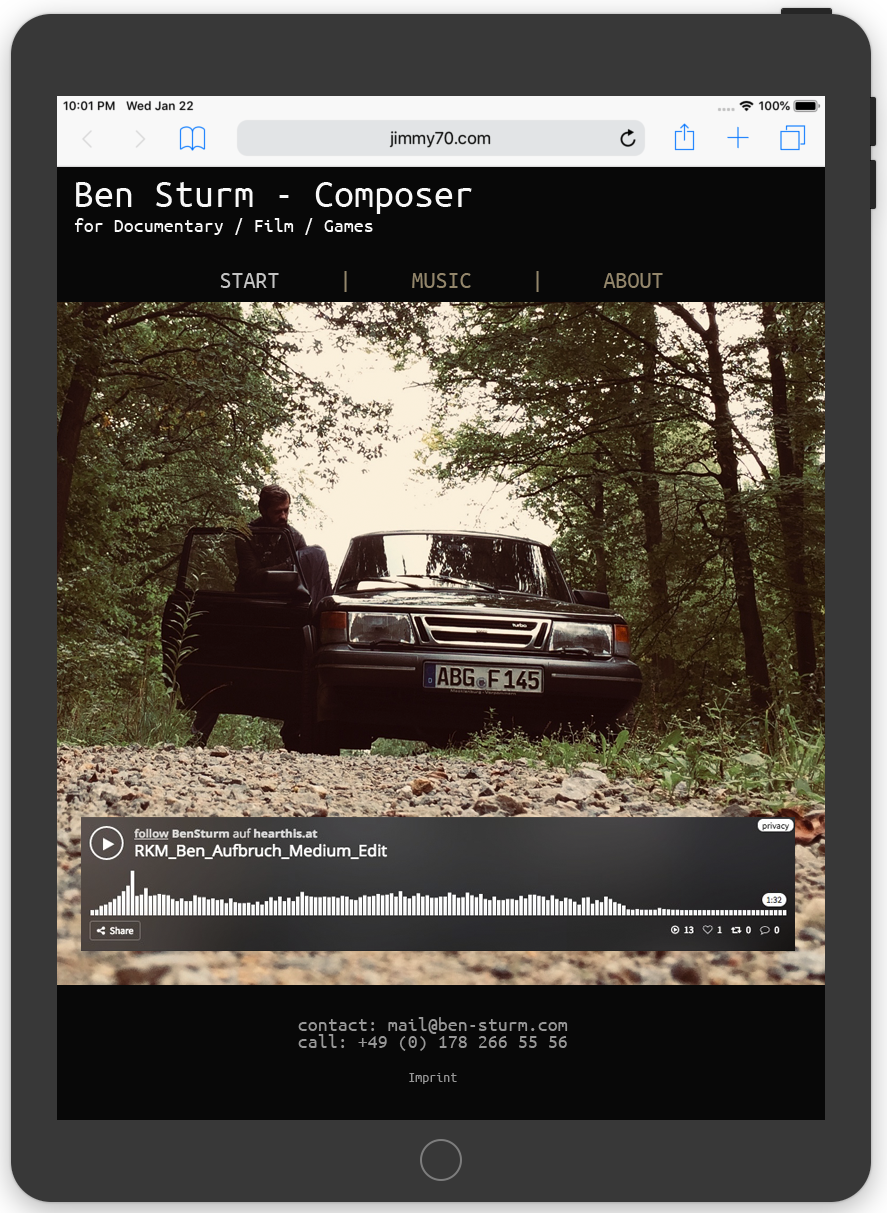 10:01 PM Wed Jan 22
100%
jimmy70.com
Ben Sturm - Composer
for Documentary / Film / Games
START | MUSIC | ABOUT
turbo
ABG F 145
privacy
follow BenSturm auf hearthis.at
RKM_Ben_Aufbruch_Medium_Edit
1:32
Share
13 1 0 0
contact: mail@ben-sturm.com
call: +49 (0) 178 266 55 56
Imprint